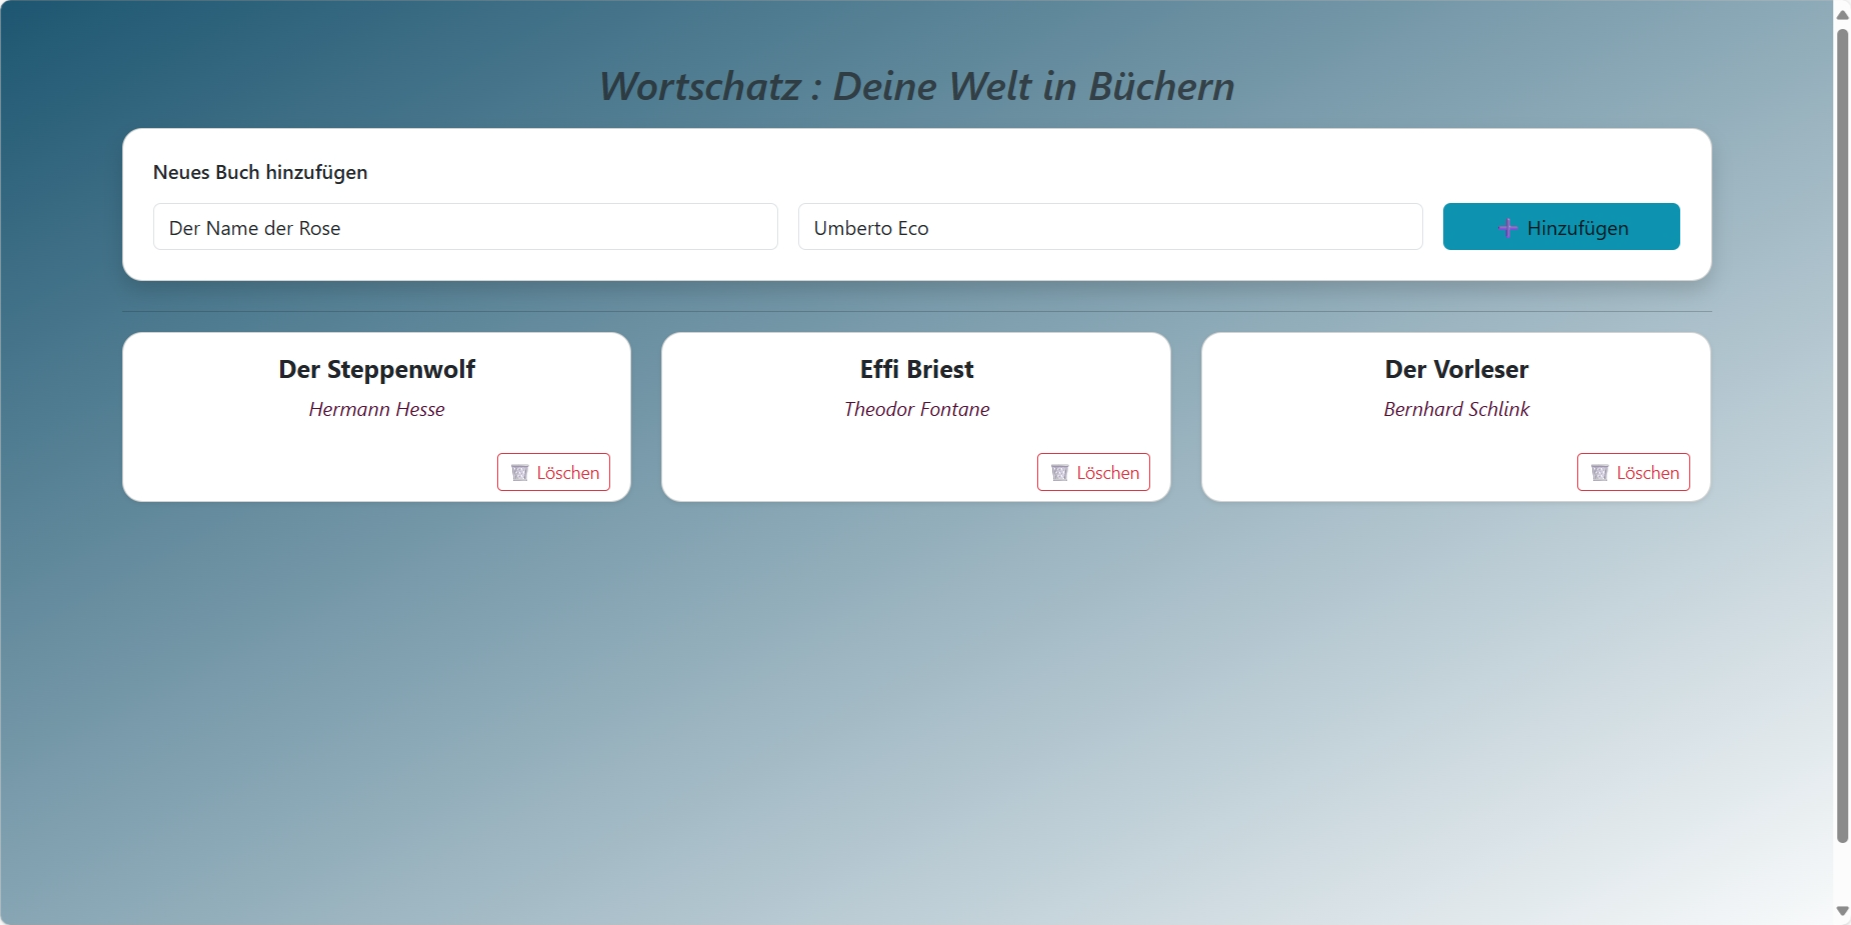 Wortschatz : Deine Welt in Büchern
Neues Buch hinzufügen
Der Name der Rose
Umberto Eco
➕ Hinzufügen
Der Steppenwolf
Hermann Hesse
🗑️ Löschen
Effi Briest
Theodor Fontane
🗑️ Löschen
Der Vorleser
Bernhard Schlink
🗑️ Löschen